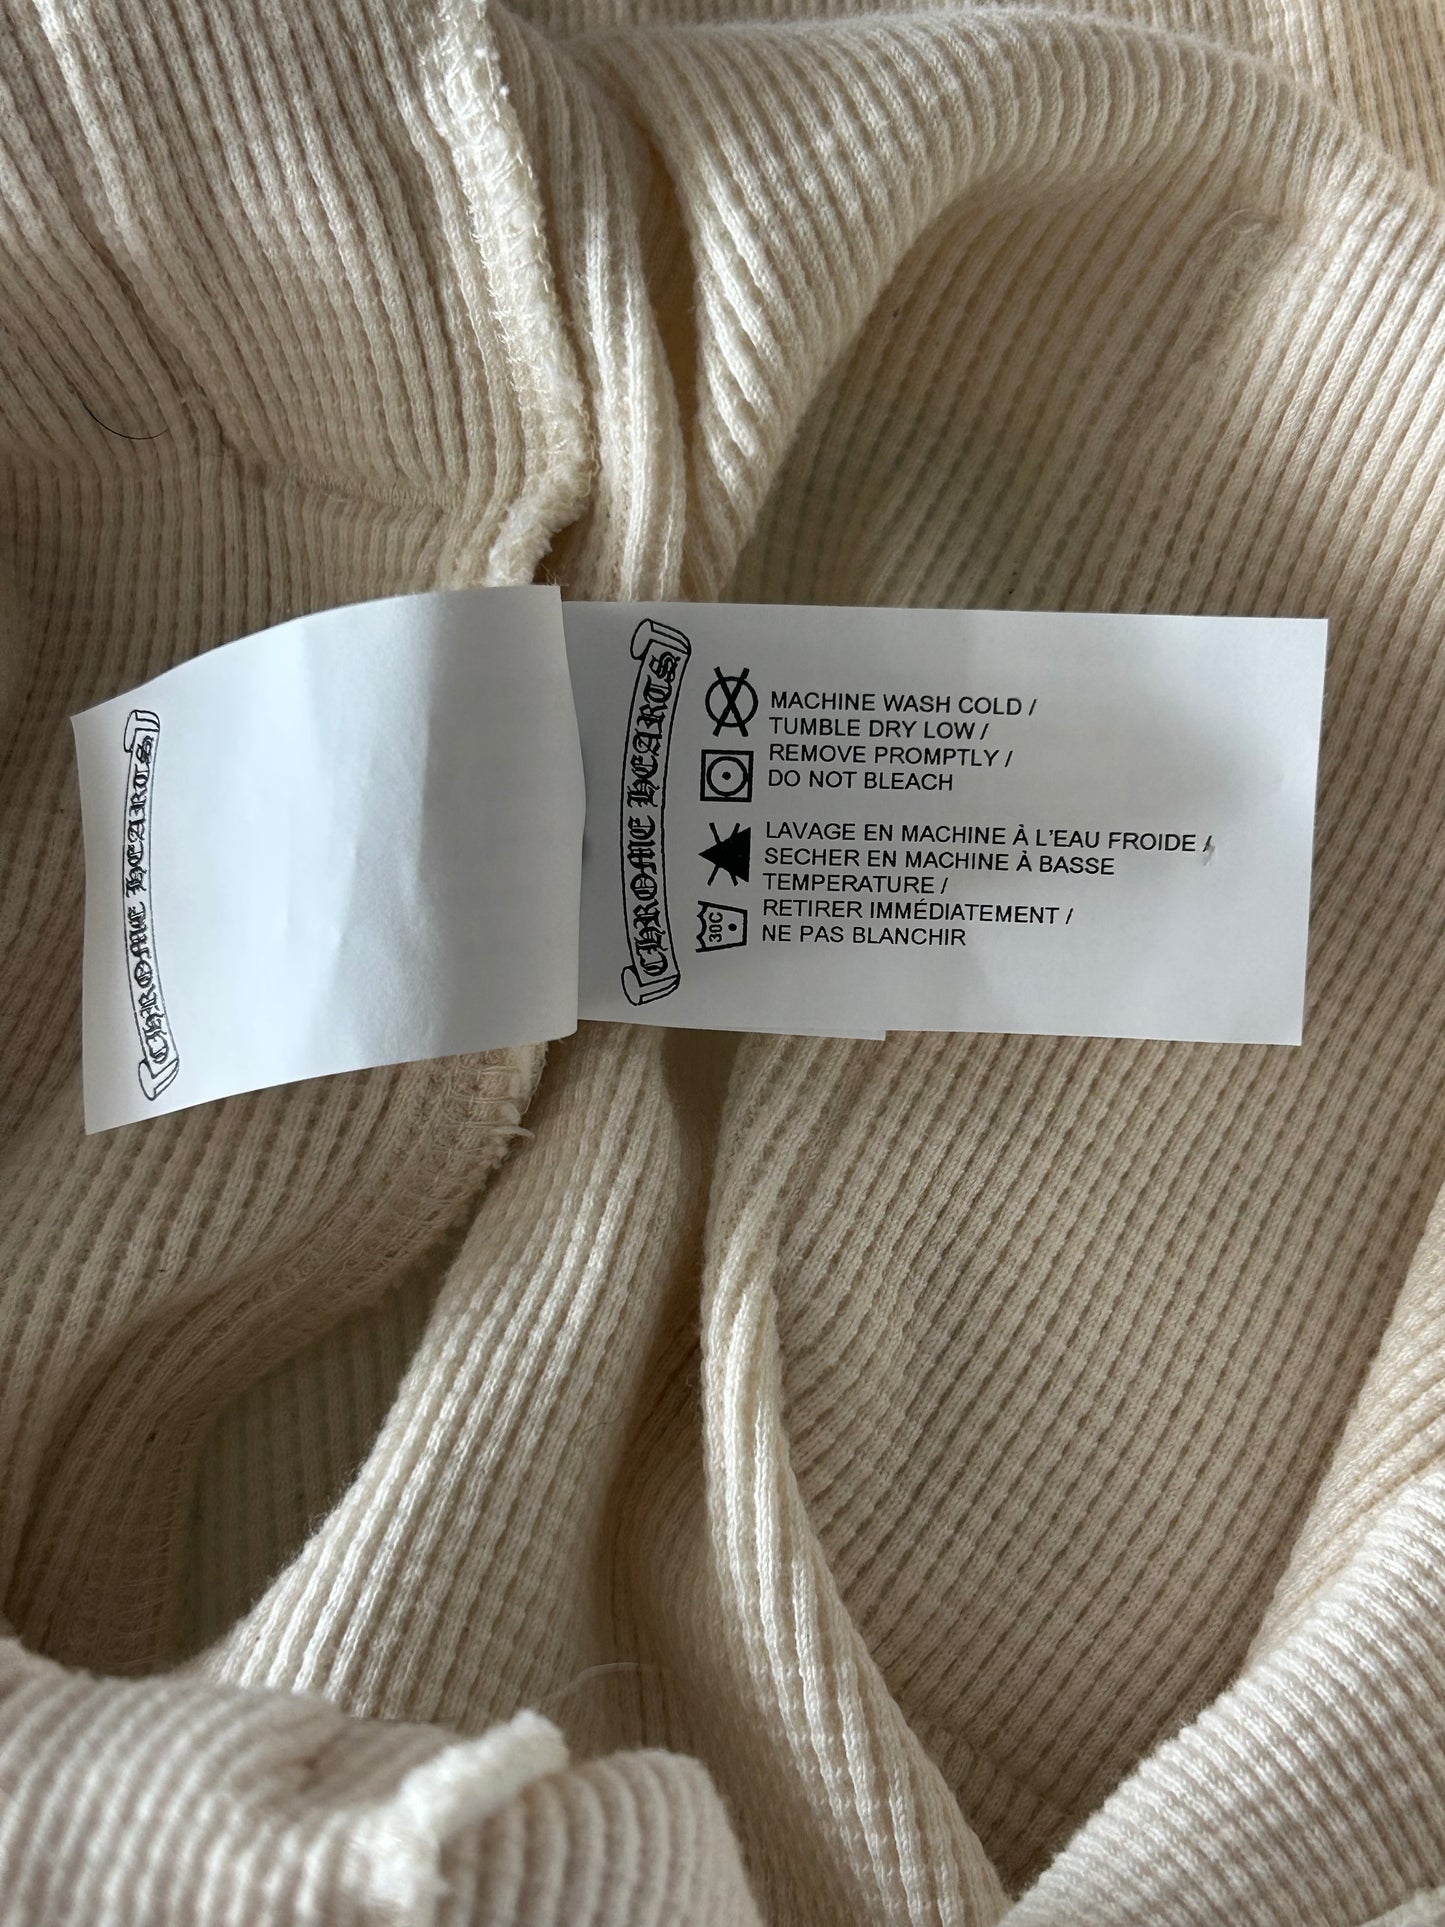 CHROME HEARTS
CHROME HEARTS
MACHINE WASH COLD /
TUMBLE DRY LOW /
REMOVE PROMPTLY /
DO NOT BLEACH
LAVAGE EN MACHINE À L'EAU FROIDE /
SECHER EN MACHINE À BASSE
TEMPERATURE /
RETIRER IMMÉDIATEMENT /
NE PAS BLANCHIR
30C